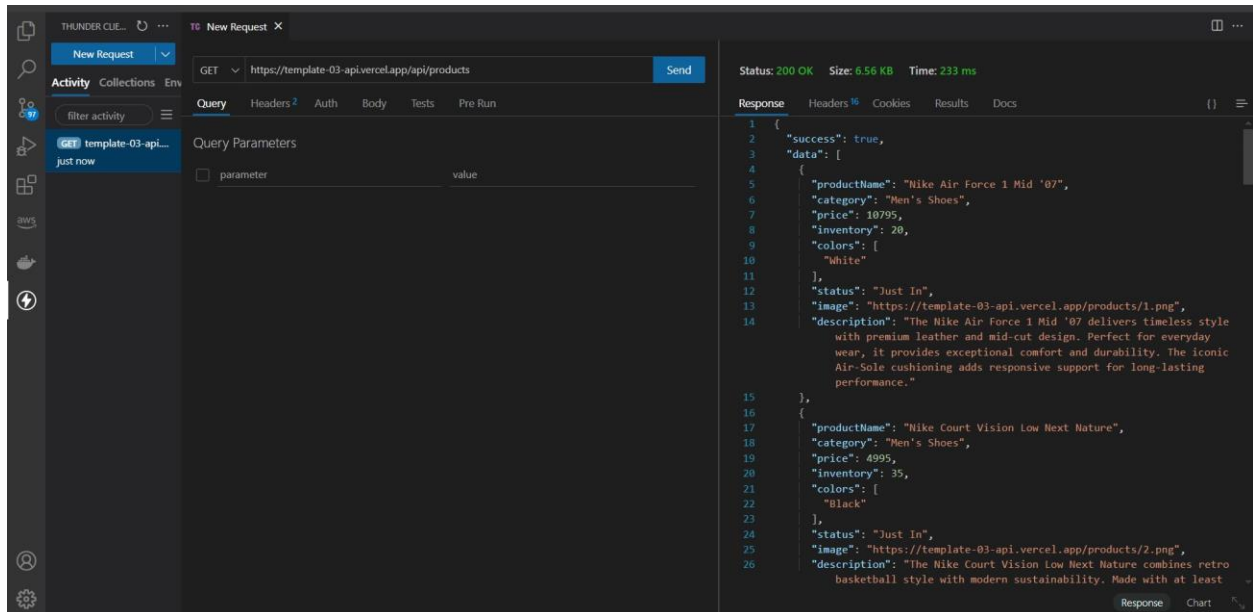 THUNDER CLIE... ···
TC New Request ×
···
New Request
GET https://template-03-api.vercel.app/api/products Send
Status: 200 OK Size: 6.56 KB Time: 233 ms
Activity Collections Env
Query Headers 2 Auth Body Tests Pre Run
Response Headers 16 Cookies Results Docs {}
filter activity
97
GET template-03-api....
just now
Query Parameters
parameter value
aws
1 {
2 "success": true,
3 "data": [
4 {
5 "productName": "Nike Air Force 1 Mid '07",
6 "category": "Men's Shoes",
7 "price": 10795,
8 "inventory": 20,
9 "colors": [
10 "White"
11 ],
12 "status": "Just In",
13 "image": "https://template-03-api.vercel.app/products/1.png",
14 "description": "The Nike Air Force 1 Mid '07 delivers timeless style
with premium leather and mid-cut design. Perfect for everyday
wear, it provides exceptional comfort and durability. The iconic
Air-Sole cushioning adds responsive support for long-lasting
performance."
15 },
16 {
17 "productName": "Nike Court Vision Low Next Nature",
18 "category": "Men's Shoes",
19 "price": 4995,
20 "inventory": 35,
21 "colors": [
22 "Black"
23 ],
24 "status": "Just In",
25 "image": "https://template-03-api.vercel.app/products/2.png",
26 "description": "The Nike Court Vision Low Next Nature combines retro
basketball style with modern sustainability. Made with at least
Response Chart